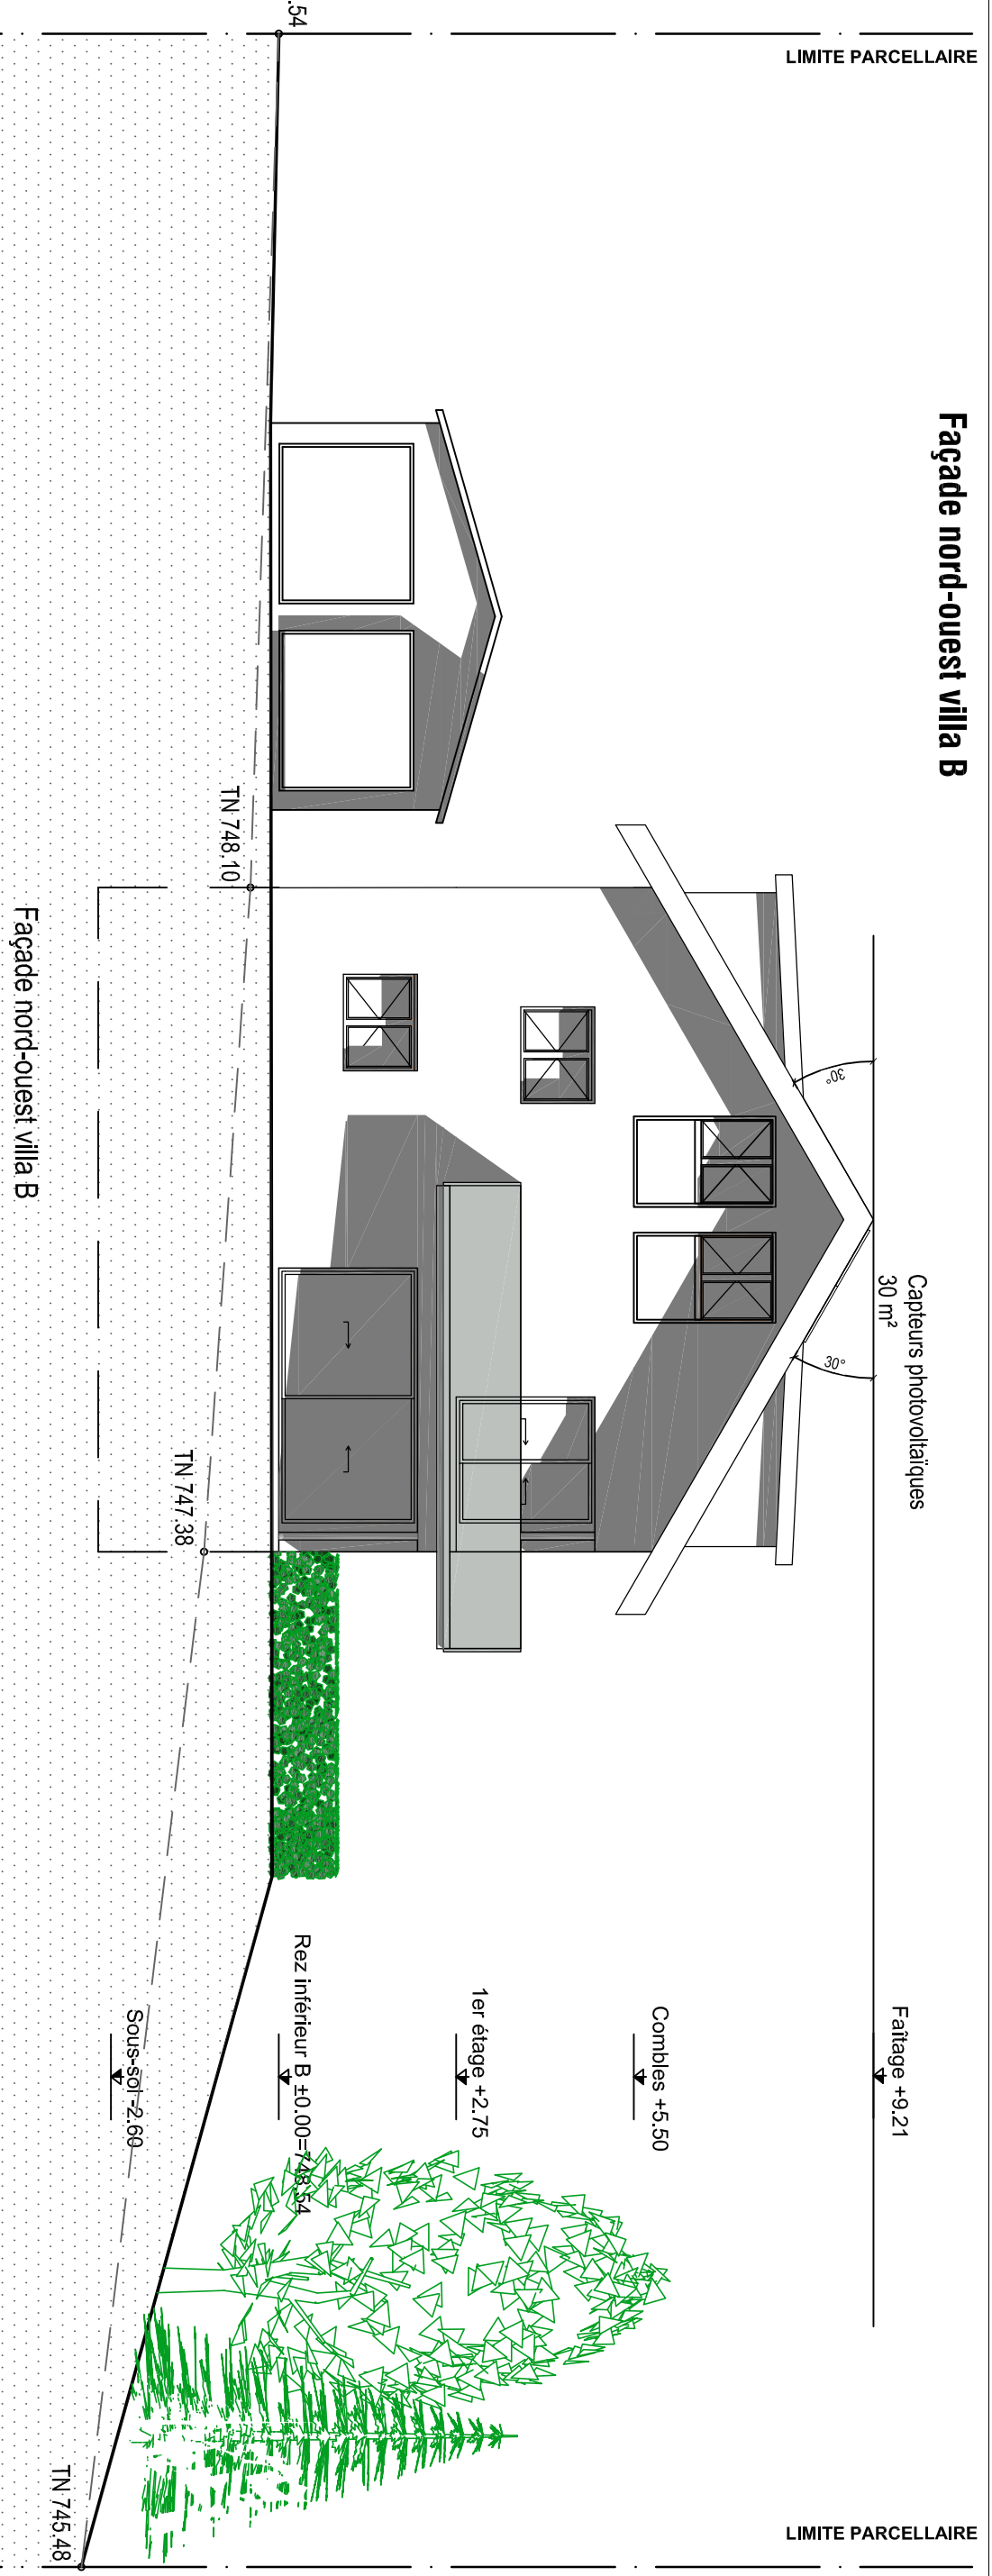 LIMITE PARCELLAIRE
LIMITE PARCELLAIRE
Façade nord-ouest villa B
Capteurs photovoltaïques
30 m²
30°
30°
Faîtage +9.21
Combles +5.50
1er étage +2.75
Rez inférieur B ±0.00=748.54
Sous-sol -2.60
.54
TN 748.10
TN 747.38
TN 745.48
Façade nord-ouest villa B